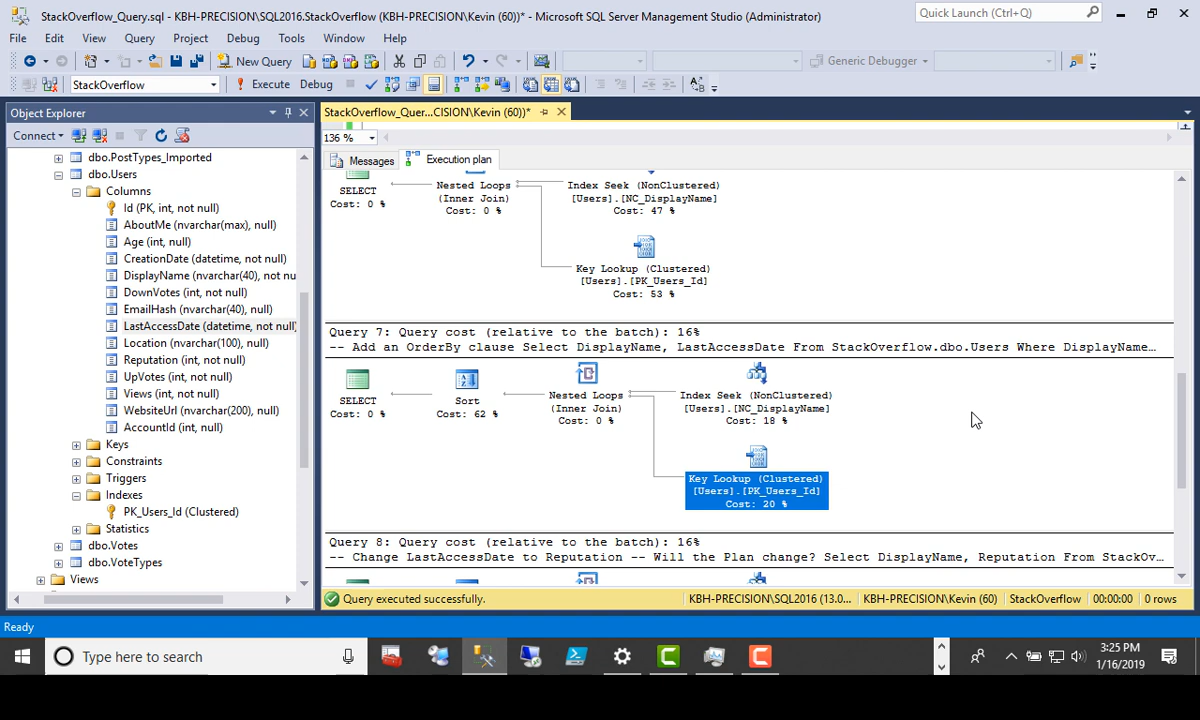 StackOverflow_Query.sql - KBH-PRECISION\SQL2016.StackOverflow (KBH-PRECISION\Kevin (60))* - Microsoft SQL Server Management Studio (Administrator)
Quick Launch (Ctrl+Q)
File Edit View Query Project Debug Tools Window Help
New Query
Generic Debugger
StackOverflow
Execute Debug
Object Explorer
Connect
dbo.PostTypes_Imported
dbo.Users
Columns
Id (PK, int, not null)
AboutMe (nvarchar(max), null)
Age (int, null)
CreationDate (datetime, not null)
DisplayName (nvarchar(40), not nu
DownVotes (int, not null)
EmailHash (nvarchar(40), null)
LastAccessDate (datetime, not null)
Location (nvarchar(100), null)
Reputation (int, not null)
UpVotes (int, not null)
Views (int, not null)
WebsiteUrl (nvarchar(200), null)
AccountId (int, null)
Keys
Constraints
Triggers
Indexes
PK_Users_Id (Clustered)
Statistics
dbo.Votes
dbo.VoteTypes
Views
StackOverflow_Quer...CISION\Kevin (60))*
136 %
Messages Execution plan
SELECT
Cost: 0 %
Nested Loops
(Inner Join)
Cost: 0 %
Index Seek (NonClustered)
[Users].[NC_DisplayName]
Cost: 47 %
Key Lookup (Clustered)
[Users].[PK_Users_Id]
Cost: 53 %
Query 7: Query cost (relative to the batch): 16%
-- Add an OrderBy clause Select DisplayName, LastAccessDate From StackOverflow.dbo.Users Where DisplayName...
SELECT
Cost: 0 %
Sort
Cost: 62 %
Nested Loops
(Inner Join)
Cost: 0 %
Index Seek (NonClustered)
[Users].[NC_DisplayName]
Cost: 18 %
Key Lookup (Clustered)
[Users].[PK_Users_Id]
Cost: 20 %
Query 8: Query cost (relative to the batch): 16%
-- Change LastAccessDate to Reputation -- Will the Plan change? Select DisplayName, Reputation From StackOv...
Query executed successfully.
KBH-PRECISION\SQL2016 (13.0... KBH-PRECISION\Kevin (60) StackOverflow 00:00:00 0 rows
Ready
Type here to search
3:25 PM
1/16/2019